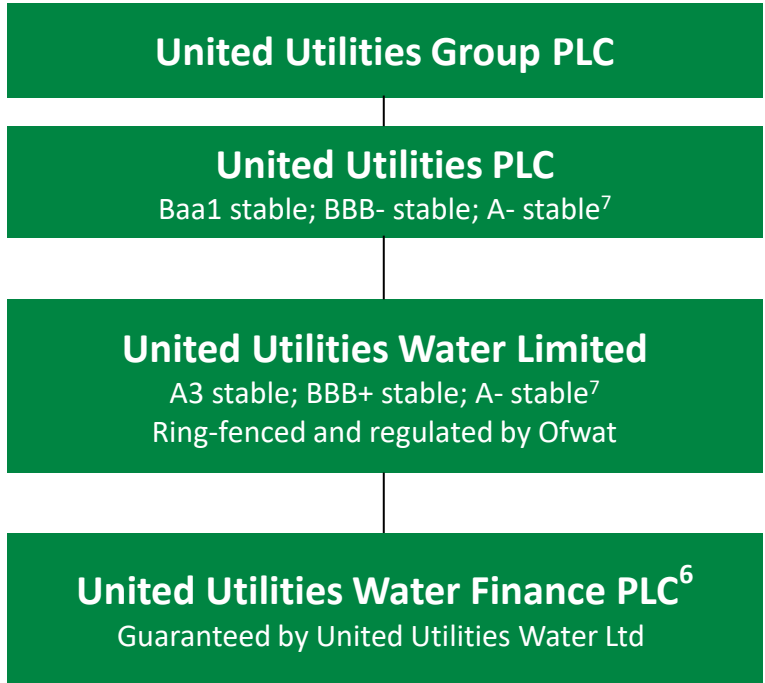 United Utilities Group PLC
United Utilities PLC
Baa1 stable; BBB- stable; A- stable⁷
United Utilities Water Limited
A3 stable; BBB+ stable; A- stable⁷
Ring-fenced and regulated by Ofwat
United Utilities Water Finance PLC⁶
Guaranteed by United Utilities Water Ltd